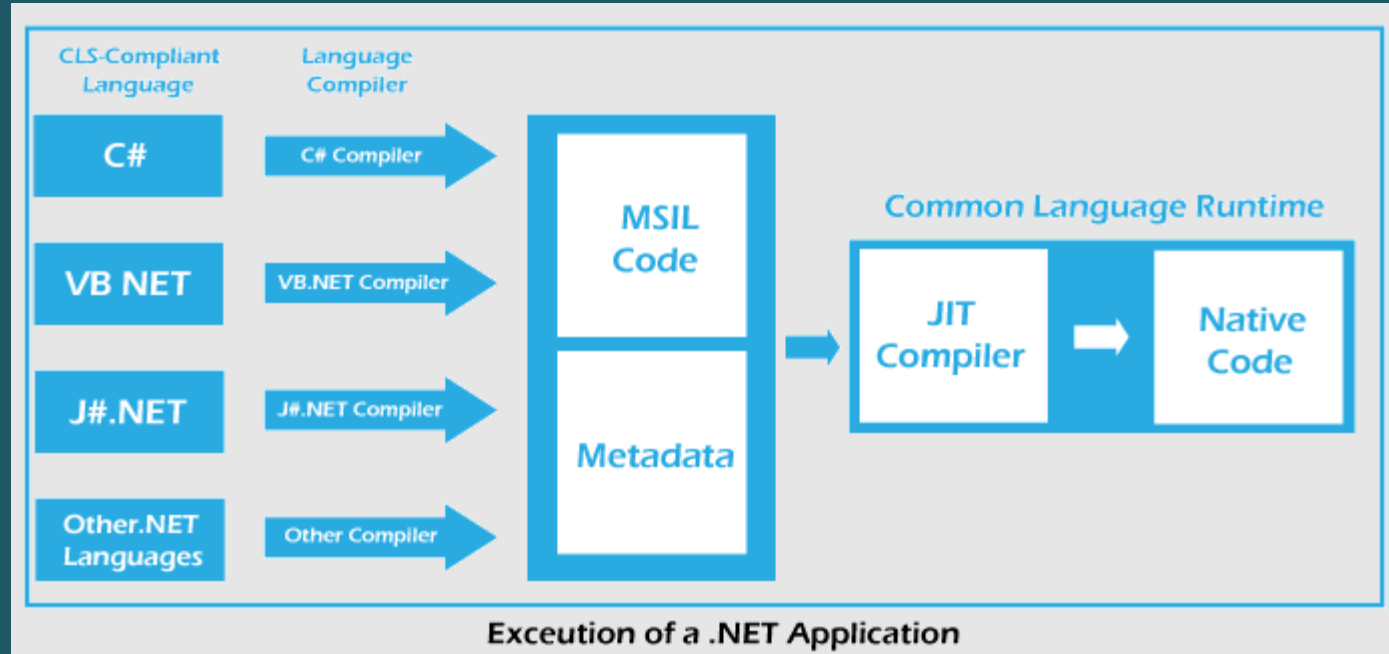 CLS-Compliant
Language
Language
Compiler
C#
C# Compiler
VB NET
VB.NET Compiler
J#.NET
J#.NET Compiler
Other.NET
Languages
Other Compiler
MSIL
Code
Metadata
Common Language Runtime
JIT
Compiler
Native
Code
Exceution of a .NET Application